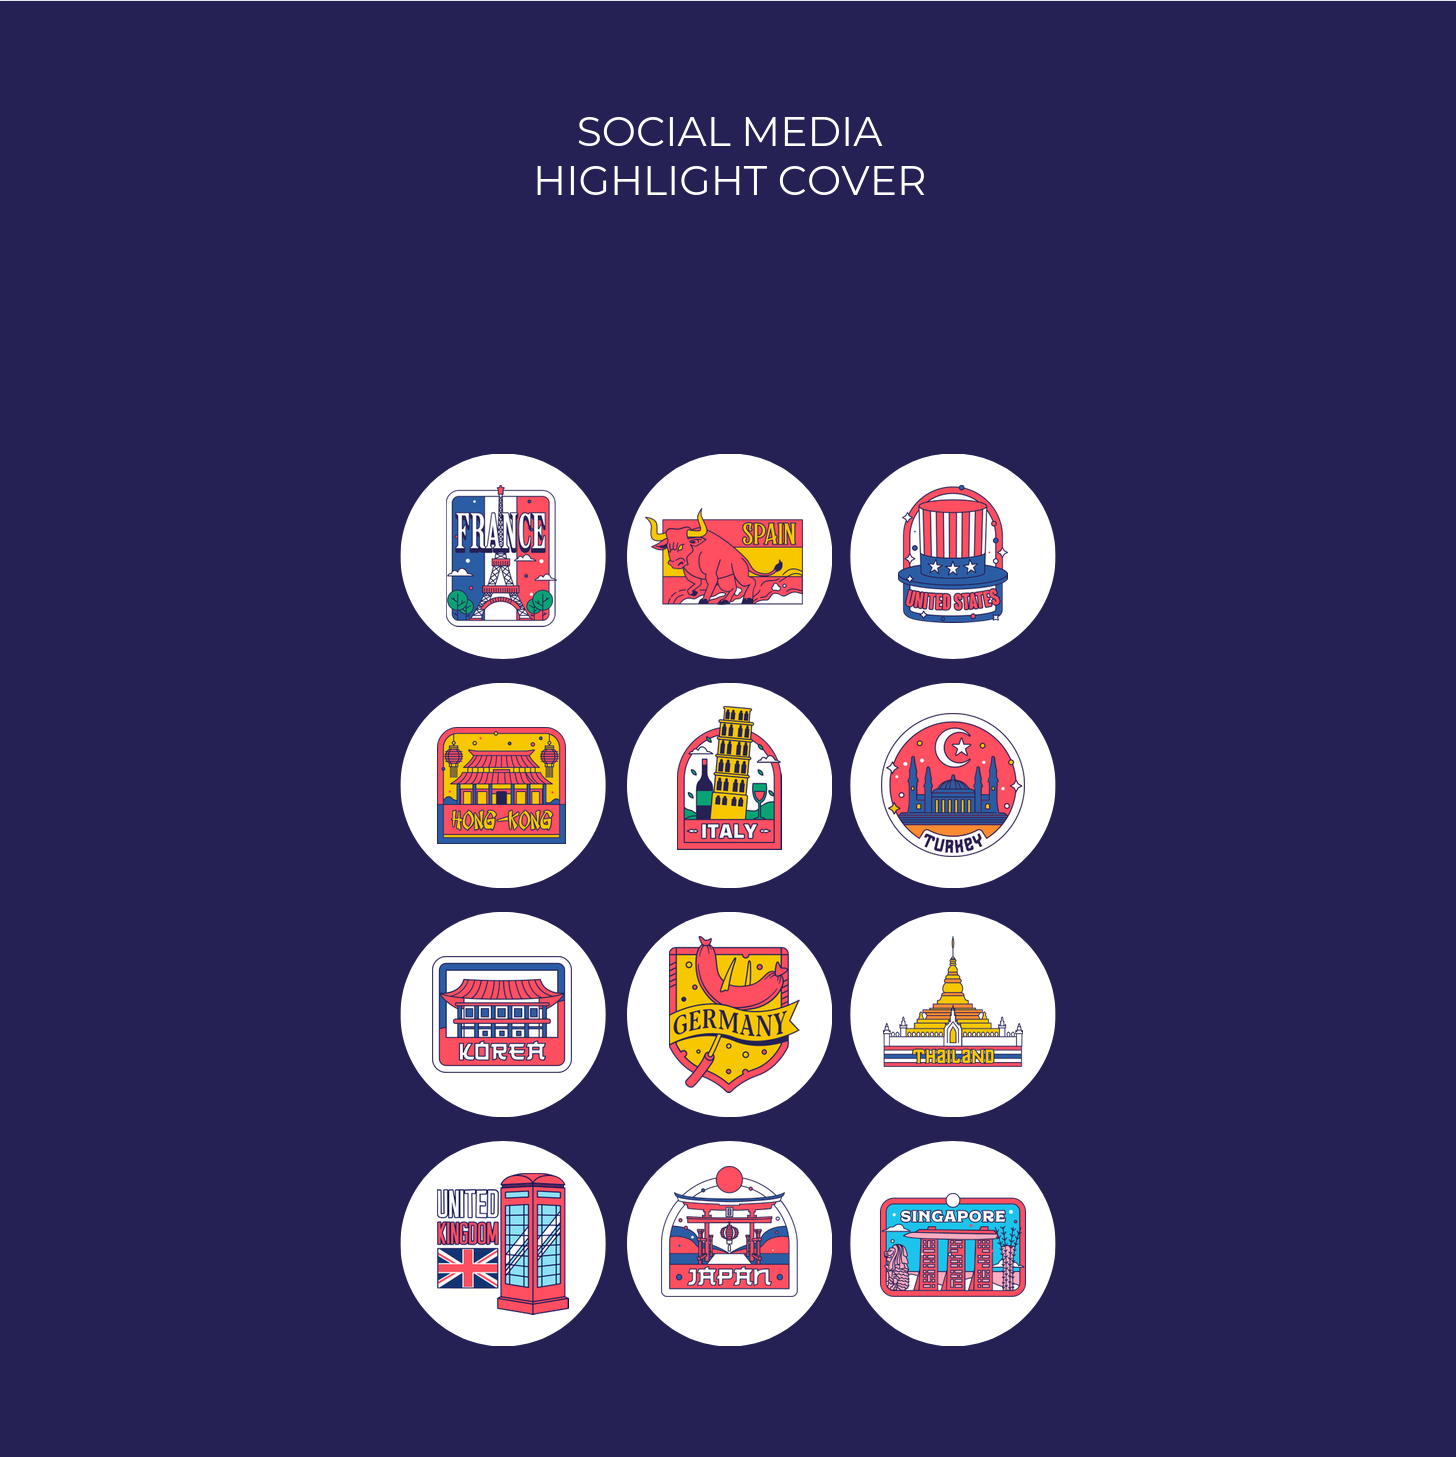 SOCIAL MEDIA
HIGHLIGHT COVER
FRANCE
SPAIN
UNITED STATES
HONG-KONG
ITALY
TURKEY
KOREA
GERMANY
THAILAND
UNITED
KINGDOM
JAPAN
SINGAPORE